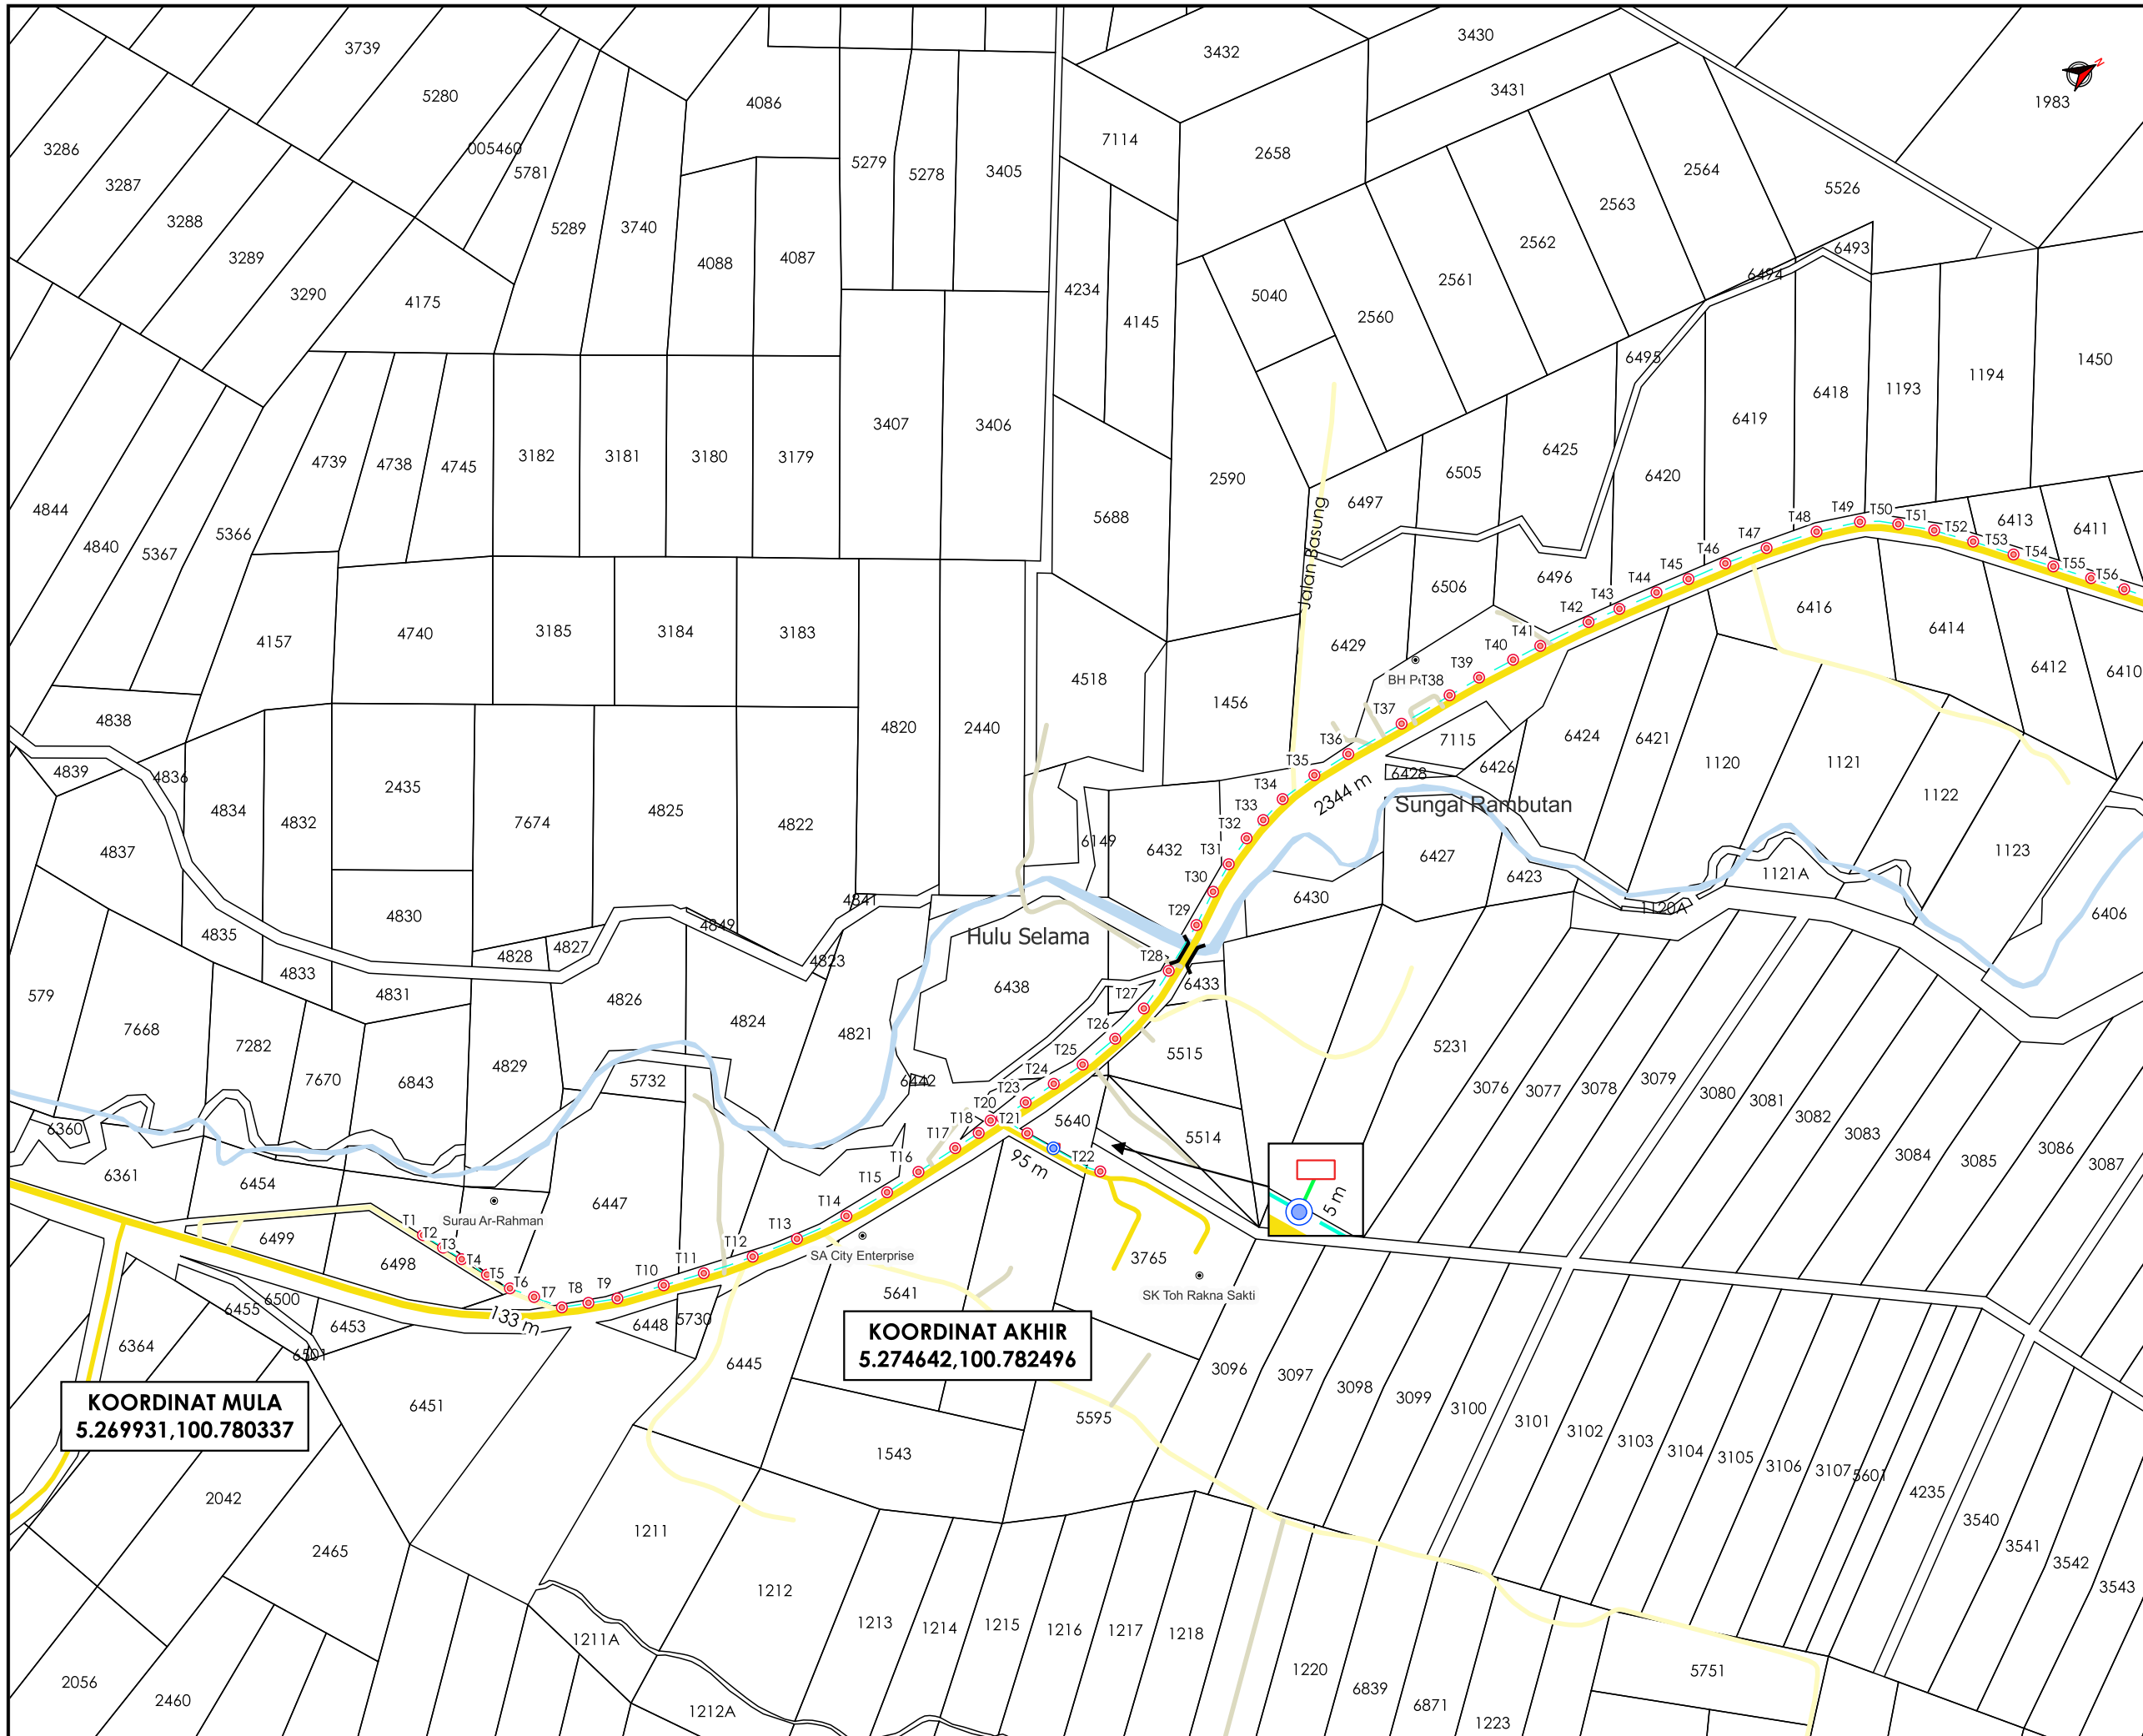 3739
3432
3430
5280
4086
3431
1983
N
3286
005460
5781
5279
5278
3405
7114
2658
2564
5526
3287
3288
5289
3740
2563
3289
4088
4087
2562
6493
3290
4175
4234
4145
5040
2560
2561
6494
6495
1450
1194
1193
6418
6419
3407
3406
6425
6420
4739
4738
4745
3182
3181
3180
3179
2590
6505
6497
4844
4840
5367
5366
5688
Jalan Basung
6413
6411
T49
T50
T51
T52
T53
T54
T55
T56
T48
T47
T46
T45
T44
T43
T42
T41
T40
T39
T38
T37
T36
T35
T34
T33
T32
T31
T30
T29
T28
T27
T26
T25
T24
T23
T20
T21
T22
T18
T17
T16
T15
T14
T13
T12
T11
T10
T9
T8
T7
T6
T5
T4
T3
T2
T1
6506
6496
6416
6414
6412
6410
4157
4740
3185
3184
3183
6429
4518
1456
4838
4839
4836
4820
2440
7115
6428
6426
6424
6421
1120
1121
1122
1123
2435
2344 m
Sungai Rambutan
4834
4832
7674
4825
4822
4837
6149
6432
6427
6423
6430
1121A
1120A
6406
4830
4841
4849
4835
4833
4828
4827
4823
Hulu Selama
6433
579
4831
4826
4824
4821
6438
7668
7282
7670
6843
4829
5732
6442
5515
5231
3076
3077
3078
3079
3080
3081
3082
3083
3084
3085
3086
3087
6360
6361
6454
5640
5514
95 m
5 m
6447
Surau Ar-Rahman
SA City Enterprise
6499
6498
3765
SK Toh Rakna Sakti
5641
6500
6455
6453
6501
133 m
6448
5730
6364
6445
KOORDINAT AKHIR
5.274642,100.782496
KOORDINAT MULA
5.269931,100.780337
6451
3096
3097
3098
3099
3100
3101
3102
3103
3104
3105
3106
3107
5601
4235
3540
3541
3542
3543
5595
1543
2042
2465
1211
1212
1213
1214
1215
1216
1217
1218
1220
6839
6871
1223
5751
1211A
1212A
2056
2460